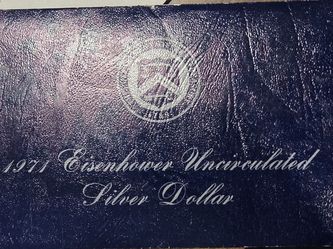 1971 Eisenhower Uncirculated
Silver Dollar